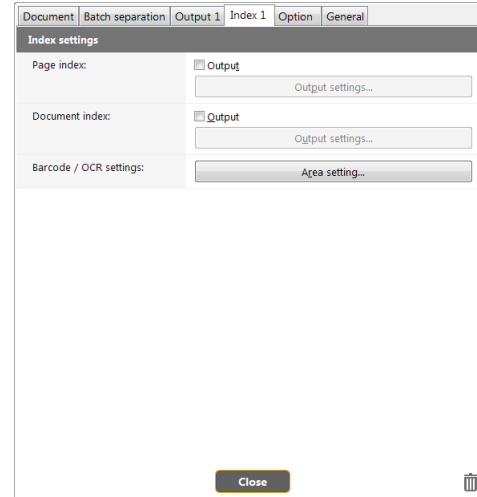 Document Batch separation Output 1 Index 1 Option General
Index settings
Page index: Output
Output settings...
Document index: Output
Output settings...
Barcode / OCR settings: Area setting...
Close